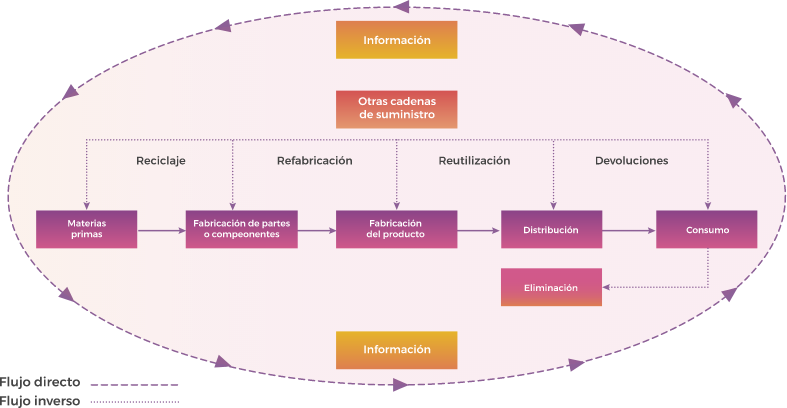 Información
Otras cadenas
de suministro
Reciclaje
Refabricación
Reutilización
Devoluciones
Materias
primas
Fabricación de partes
o compeonentes
Fabricación
del producto
Distribución
Consumo
Eliminación
Información
Flujo directo
Flujo inverso